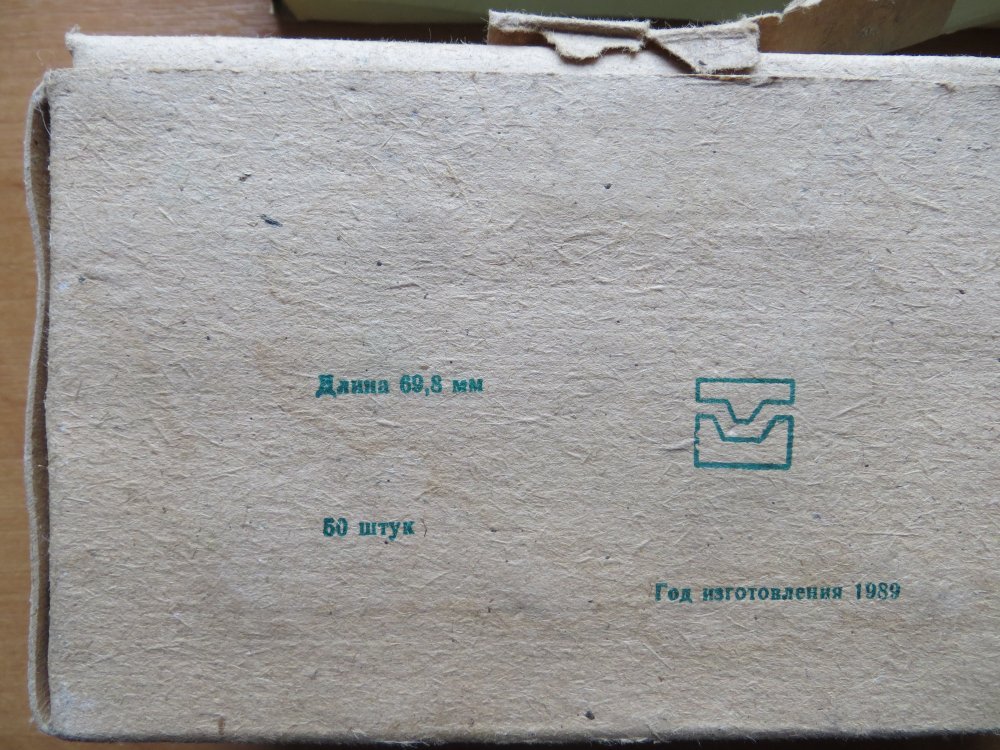 Длина 69,8 мм
50 штук
Год изготовления 1989